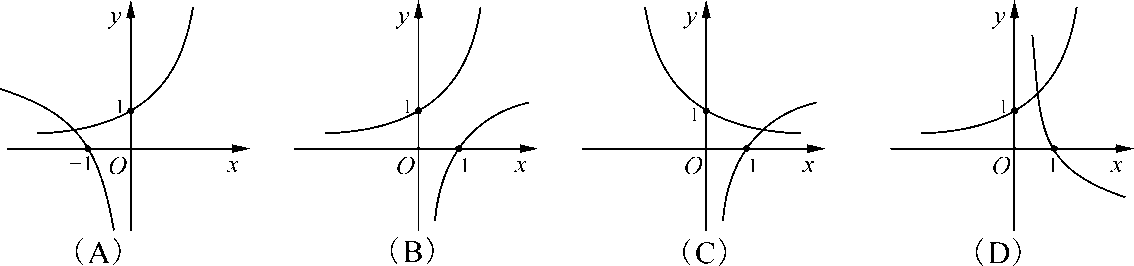 y y y y
1 1 1 1
−1 O x O 1 x O 1 x O 1 x
(A) (B) (C) (D)